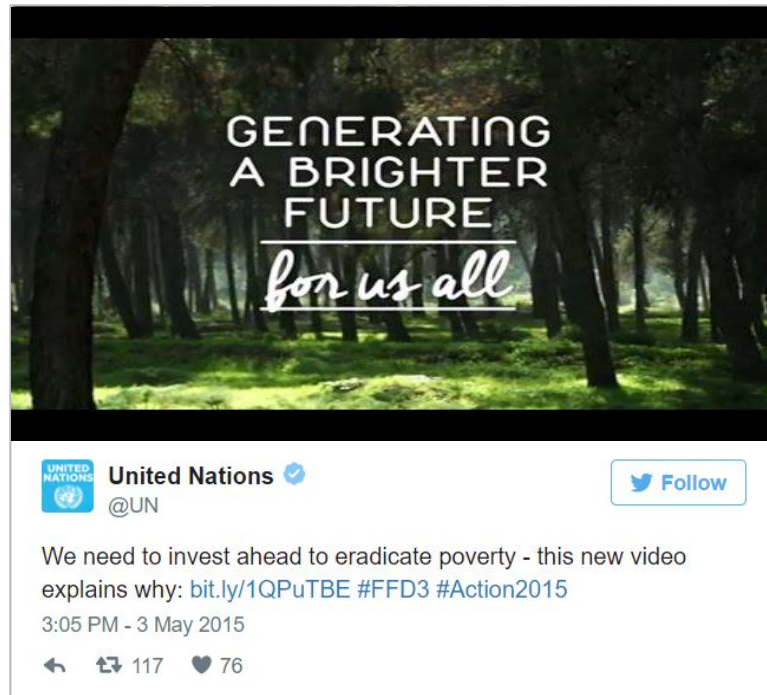 GENERATING
A BRIGHTER
FUTURE
for us all
UNITED
NATIONS
United Nations
@UN
Follow
We need to invest ahead to eradicate poverty - this new video
explains why: bit.ly/1QPuTBE #FFD3 #Action2015
3:05 PM - 3 May 2015
117 76